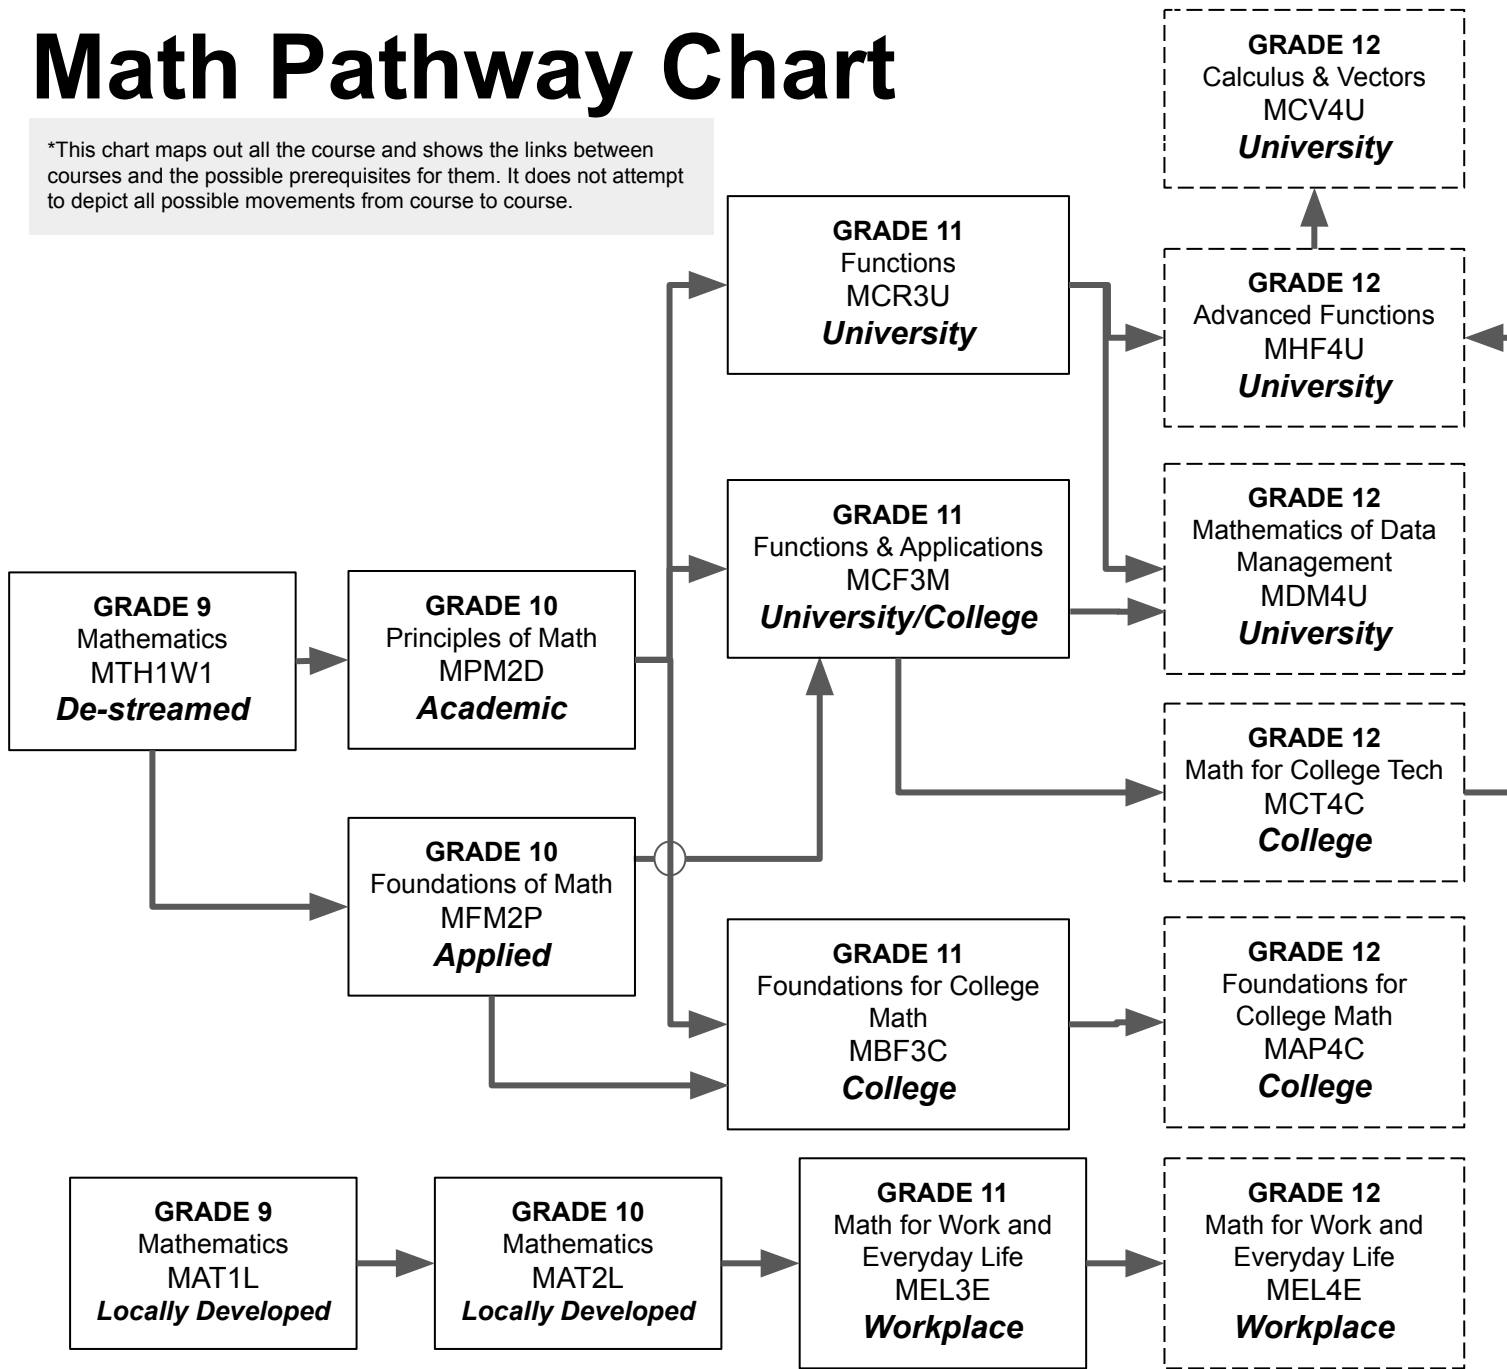 Math Pathway Chart
*This chart maps out all the course and shows the links between
courses and the possible prerequisites for them. It does not attempt
to depict all possible movements from course to course.
GRADE 12
Calculus & Vectors
MCV4U
University
GRADE 11
Functions
MCR3U
University
GRADE 12
Advanced Functions
MHF4U
University
GRADE 11
Functions & Applications
MCF3M
University/College
GRADE 12
Mathematics of Data
Management
MDM4U
University
GRADE 9
Mathematics
MTH1W1
De-streamed
GRADE 10
Principles of Math
MPM2D
Academic
GRADE 12
Math for College Tech
MCT4C
College
GRADE 10
Foundations of Math
MFM2P
Applied
GRADE 11
Foundations for College
Math
MBF3C
College
GRADE 12
Foundations for
College Math
MAP4C
College
GRADE 9
Mathematics
MAT1L
Locally Developed
GRADE 10
Mathematics
MAT2L
Locally Developed
GRADE 11
Math for Work and
Everyday Life
MEL3E
Workplace
GRADE 12
Math for Work and
Everyday Life
MEL4E
Workplace